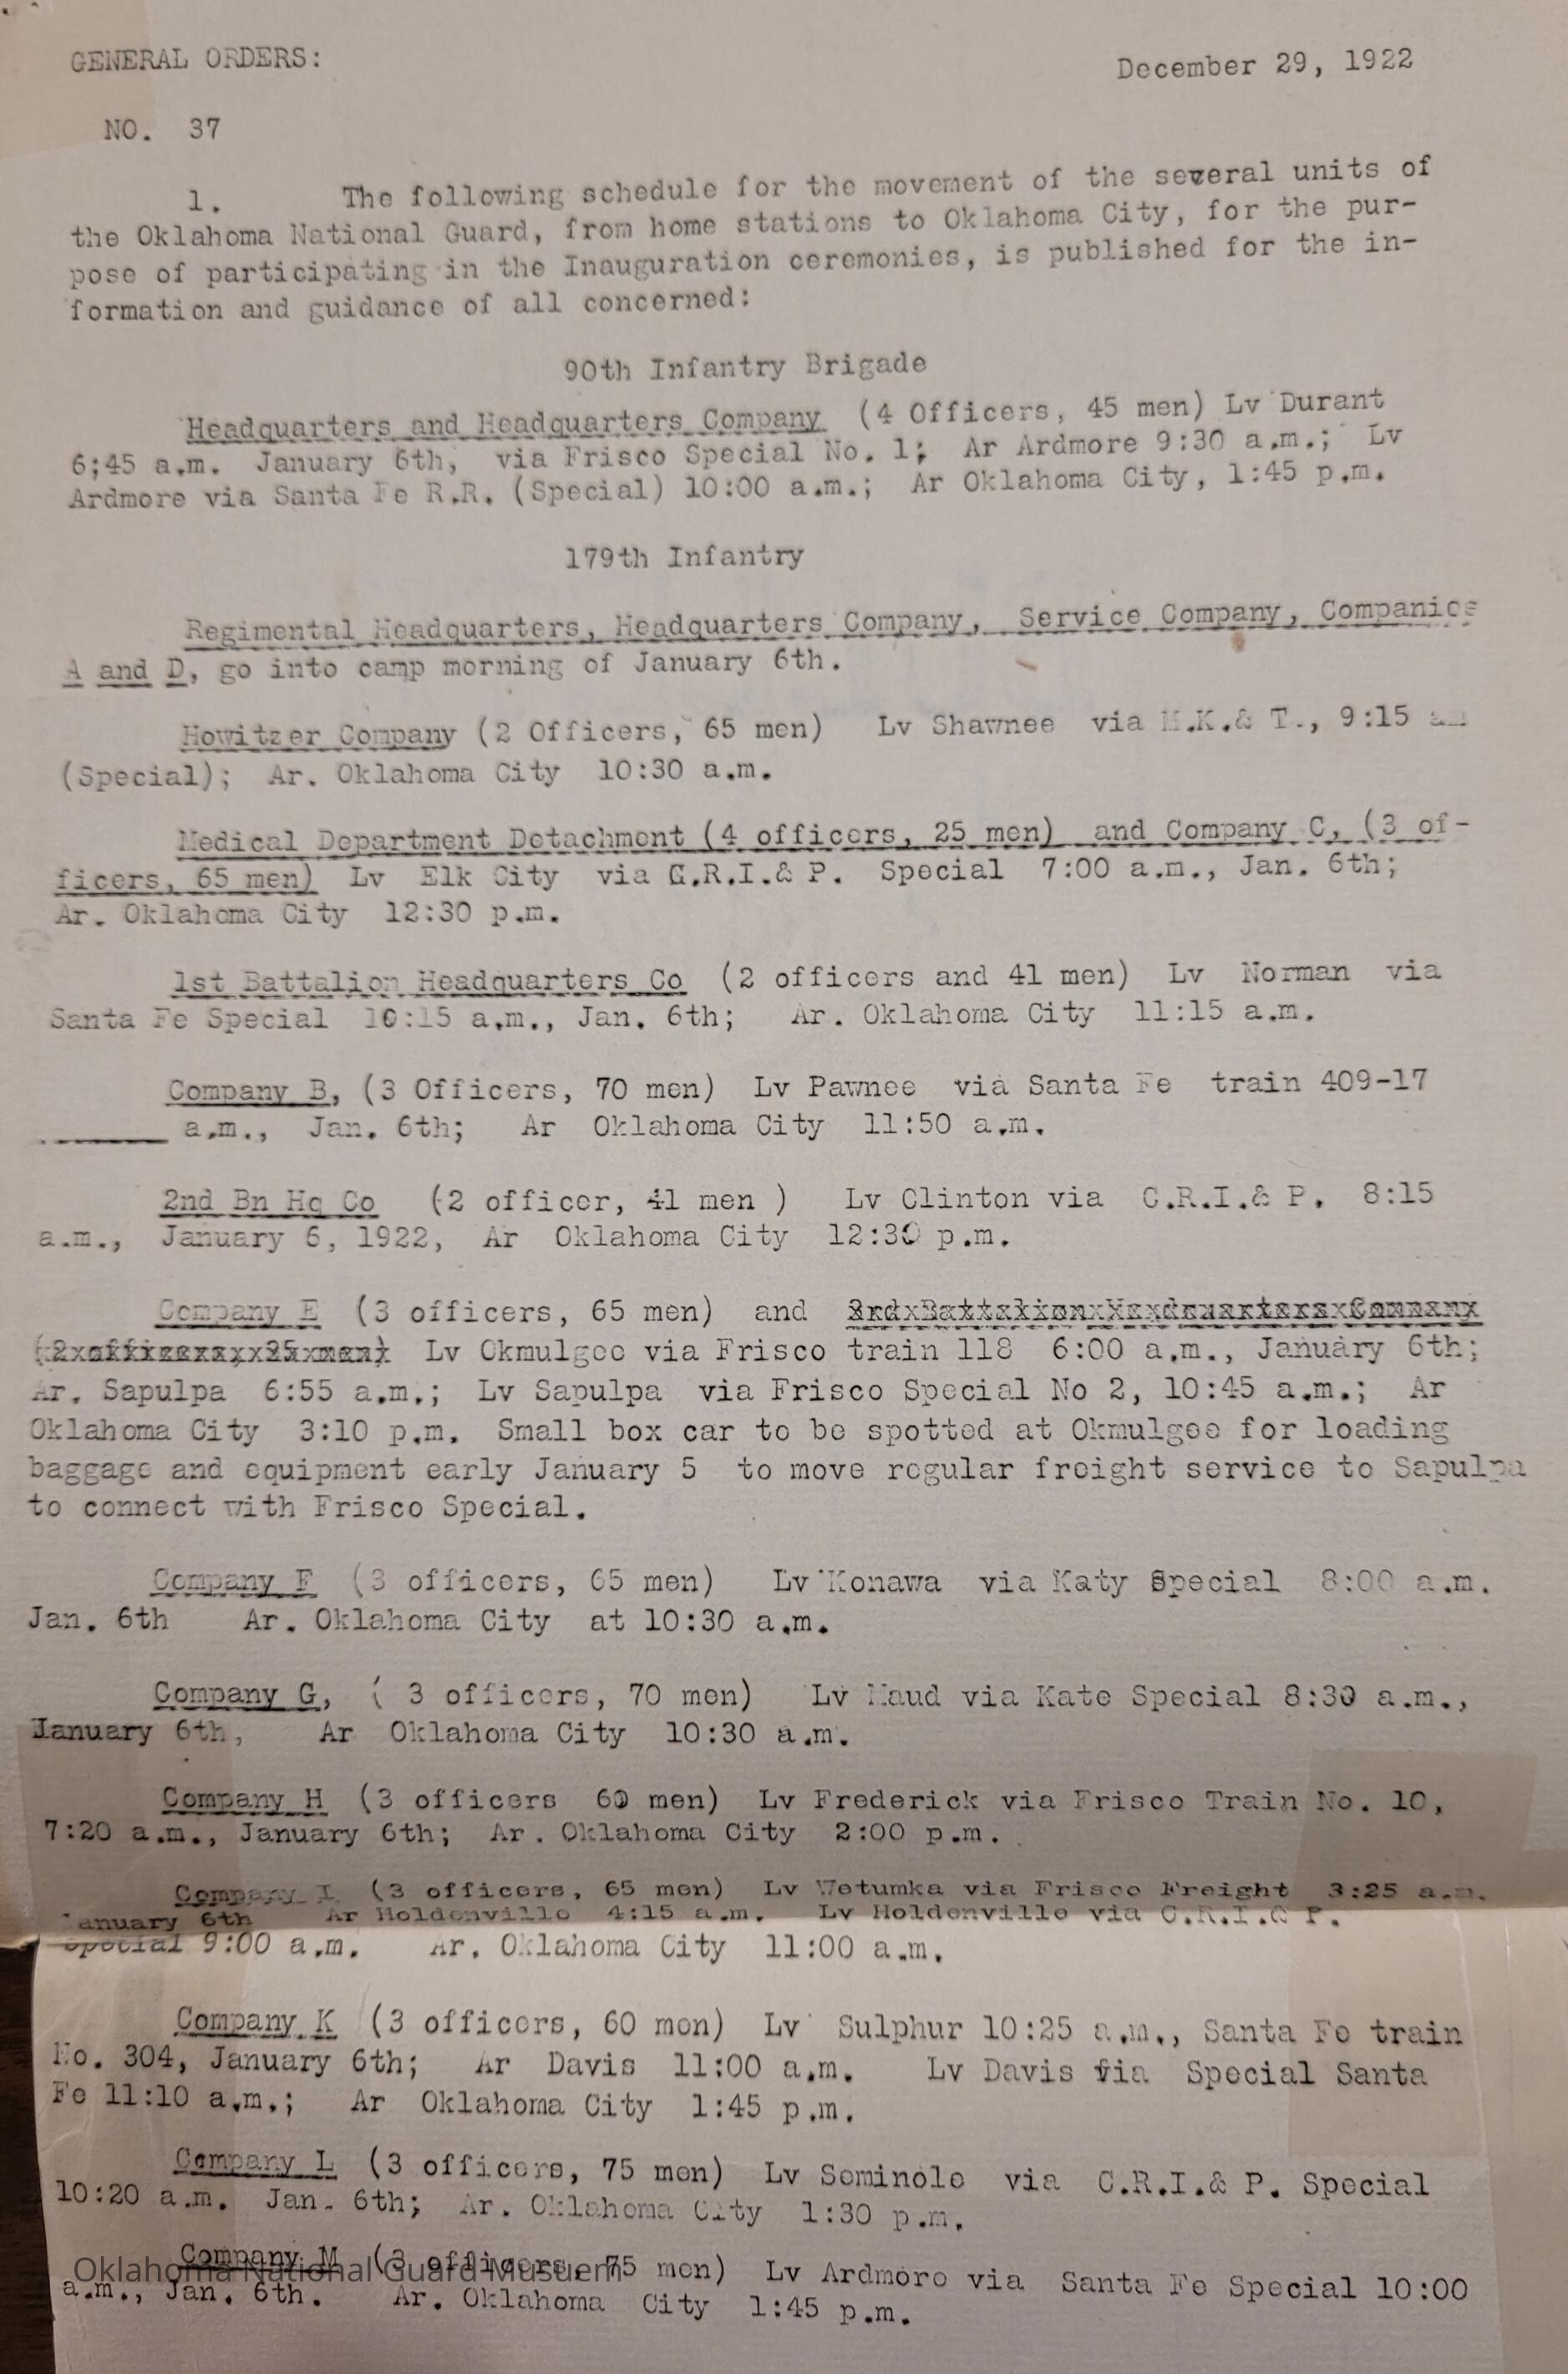 GENERAL ORDERS: December 29, 1922
NO. 37
1. The following schedule for the movement of the several units of
the Oklahoma National Guard, from home stations to Oklahoma City, for the pur-
pose of participating in the Inauguration ceremonies, is published for the in-
formation and guidance of all concerned:
90th Infantry Brigade
Headquarters and Headquarters Company (4 Officers, 45 men) Lv Durant
6;45 a.m. January 6th, via Frisco Special No. 1; Ar Ardmore 9:30 a.m.; Lv
Ardmore via Santa Fe R.R. (Special) 10:00 a.m.; Ar Oklahoma City, 1:45 p.m.
179th Infantry
Regimental Headquarters, Headquarters Company, Service Company, Companies
A and D, go into camp morning of January 6th.
Howitzer Company (2 Officers, 65 men) Lv Shawnee via M.K.& T., 9:15 am
(Special); Ar. Oklahoma City 10:30 a.m.
Medical Department Detachment (4 officers, 25 men) and Company C, (3 of-
ficers, 65 men) Lv Elk City via C.R.I.& P. Special 7:00 a.m., Jan. 6th;
Ar. Oklahoma City 12:30 p.m.
1st Battalion Headquarters Co (2 officers and 41 men) Lv Norman via
Santa Fe Special 10:15 a.m., Jan. 6th; Ar. Oklahoma City 11:15 a.m.
Company B, (3 Officers, 70 men) Lv Pawnee via Santa Fe train 409-17
______ a.m., Jan. 6th; Ar Oklahoma City 11:50 a.m.
2nd Bn Hq Co (2 officer, 41 men ) Lv Clinton via C.R.I.& P. 8:15
a.m., January 6, 1922, Ar Oklahoma City 12:30 p.m.
Company E (3 officers, 65 men) and 3rdxBattalionxHeadquartersxCompany
(2xofficersx,x25xmen) Lv Okmulgee via Frisco train 118 6:00 a.m., January 6th;
Ar. Sapulpa 6:55 a.m.; Lv Sapulpa via Frisco Special No 2, 10:45 a.m.; Ar
Oklahoma City 3:10 p.m. Small box car to be spotted at Okmulgee for loading
baggage and equipment early January 5 to move regular freight service to Sapulpa
to connect with Frisco Special.
Company F (3 officers, 65 men) Lv Konawa via Katy Special 8:00 a.m.
Jan. 6th Ar. Oklahoma City at 10:30 a.m.
Company G, ( 3 officers, 70 men) Lv Maud via Kate Special 8:30 a.m.,
January 6th, Ar Oklahoma City 10:30 a.m.
Company H (3 officers 60 men) Lv Frederick via Frisco Train No. 10,
7:20 a.m., January 6th; Ar. Oklahoma City 2:00 p.m.
Company I (3 officers, 65 men) Lv Wetumka via Frisco Freight 3:25 a.m.
January 6th Ar Holdenville 4:15 a.m. Lv Holdenville via C.R.I.& P.
Special 9:00 a.m. Ar. Oklahoma City 11:00 a.m.
Company K (3 officers, 60 men) Lv Sulphur 10:25 a.m., Santa Fe train
No. 304, January 6th; Ar Davis 11:00 a.m. Lv Davis via Special Santa
Fe 11:10 a.m.; Ar Oklahoma City 1:45 p.m.
Company L (3 officers, 75 men) Lv Seminole via C.R.I.& P. Special
10:20 a.m. Jan. 6th; Ar. Oklahoma City 1:30 p.m.
Company M (3 officers, 75 men) Lv Ardmore via Santa Fe Special 10:00
Oklahoma National Guard Musuem
a.m., Jan. 6th. Ar. Oklahoma City 1:45 p.m.